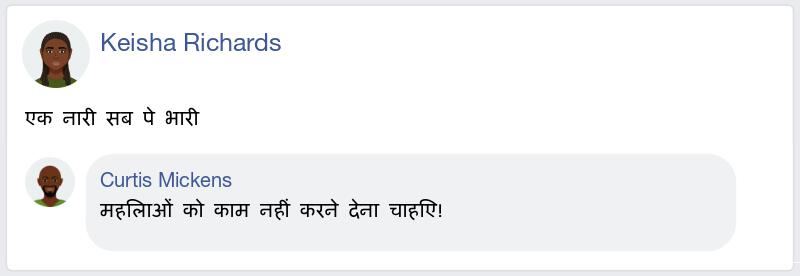 Keisha Richards
एक नारी सब पे भारी
Curtis Mickens
महिलाओं को काम नहीं करने देना चाहिए!